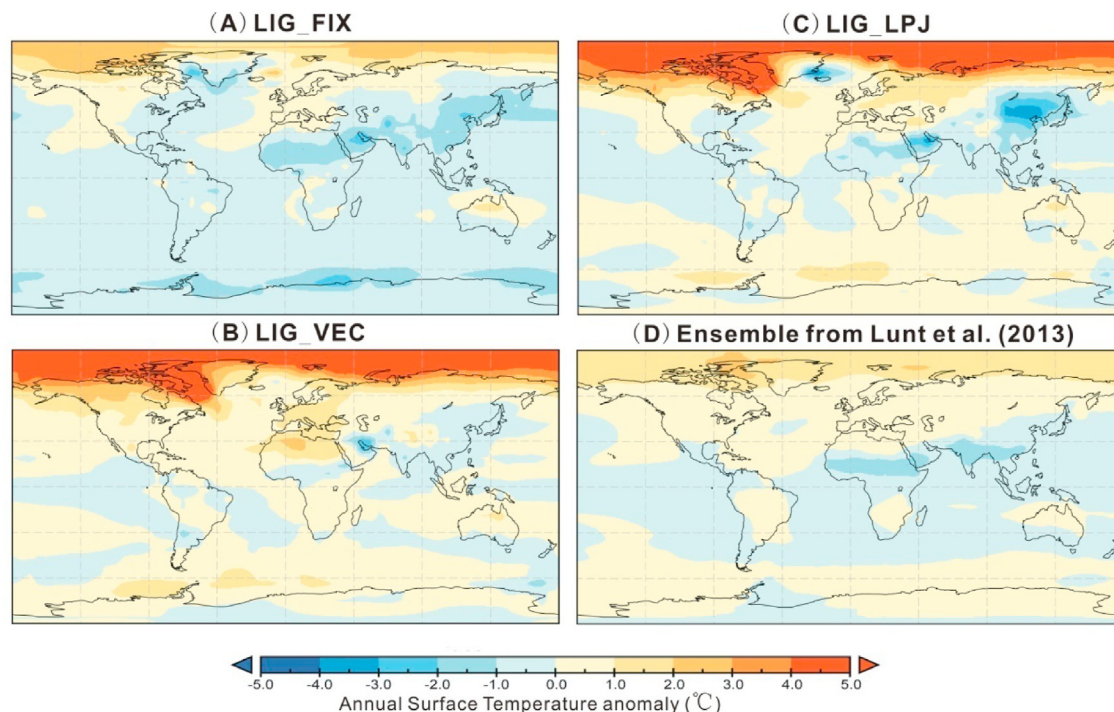 (A) LIG_FIX
(C) LIG_LPJ
(B) LIG_VEC
(D) Ensemble from Lunt et al. (2013)
-5.0 -4.0 -3.0 -2.0 -1.0 0.0 1.0 2.0 3.0 4.0 5.0
Annual Surface Temperature anomaly (℃)